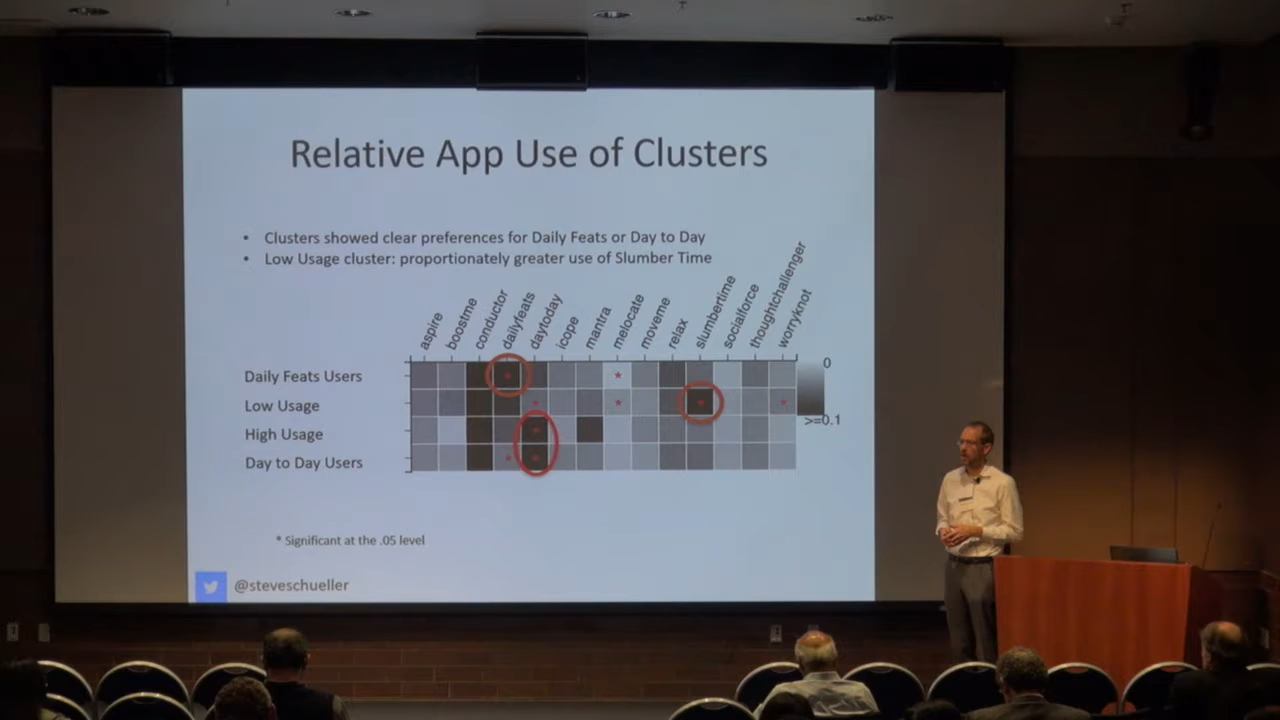 Relative App Use of Clusters
• Clusters showed clear preferences for Daily Feats or Day to Day
• Low Usage cluster: proportionately greater use of Slumber Time
aspire
boostme
conductor
dailyfeats
daytoday
icope
mantra
melocate
moveme
relax
slumbertime
socialforce
thoughtchallenger
worryknot
Daily Feats Users
Low Usage
High Usage
Day to Day Users
0
>=0.1
* Significant at the .05 level
@steveschueller